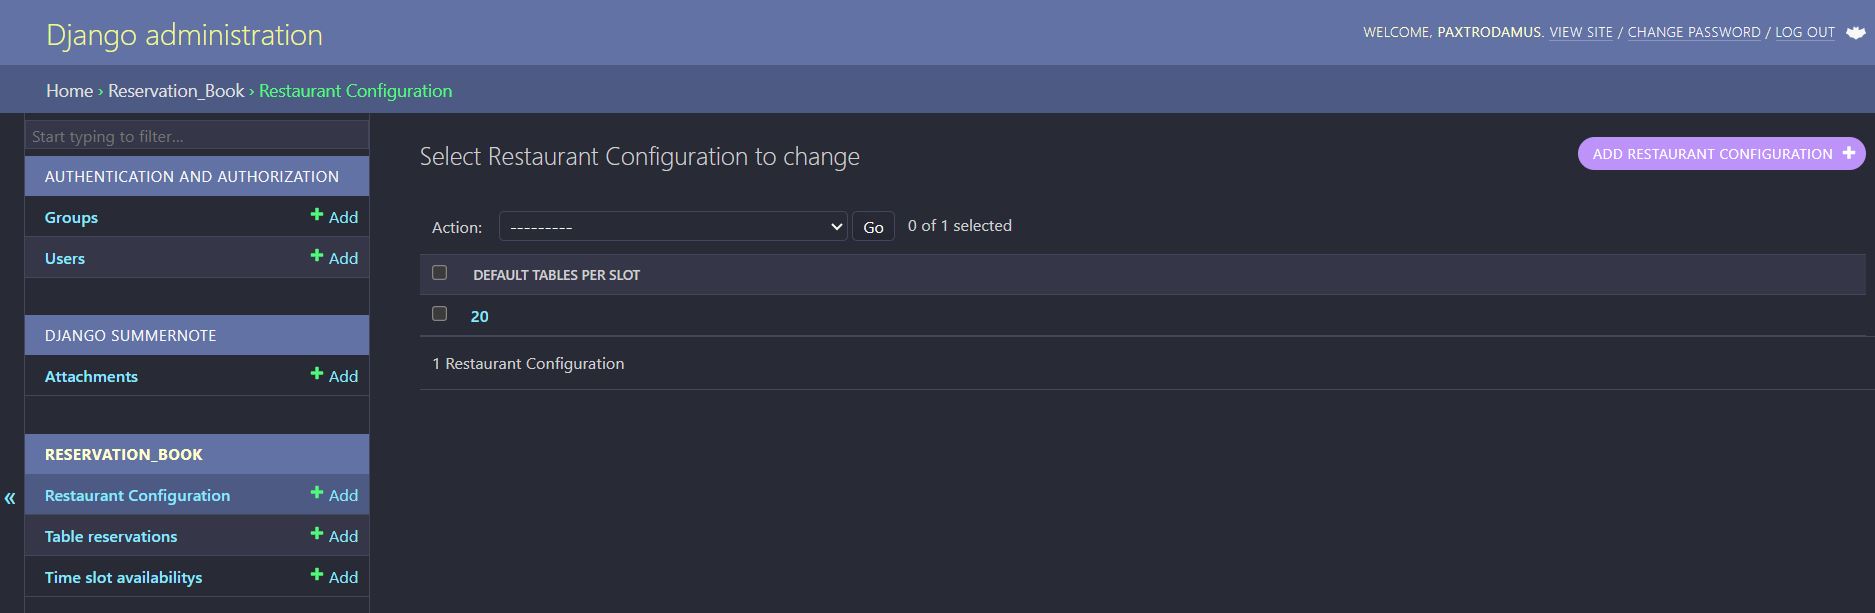 Django administration
WELCOME, PAXTRODAMUS. VIEW SITE / CHANGE PASSWORD / LOG OUT
Home › Reservation_Book › Restaurant Configuration
Start typing to filter...
AUTHENTICATION AND AUTHORIZATION
Groups + Add
Users + Add
DJANGO SUMMERNOTE
Attachments + Add
RESERVATION_BOOK
Restaurant Configuration + Add
Table reservations + Add
Time slot availabilitys + Add
«
Select Restaurant Configuration to change
ADD RESTAURANT CONFIGURATION +
Action: --------- Go 0 of 1 selected
DEFAULT TABLES PER SLOT
20
1 Restaurant Configuration